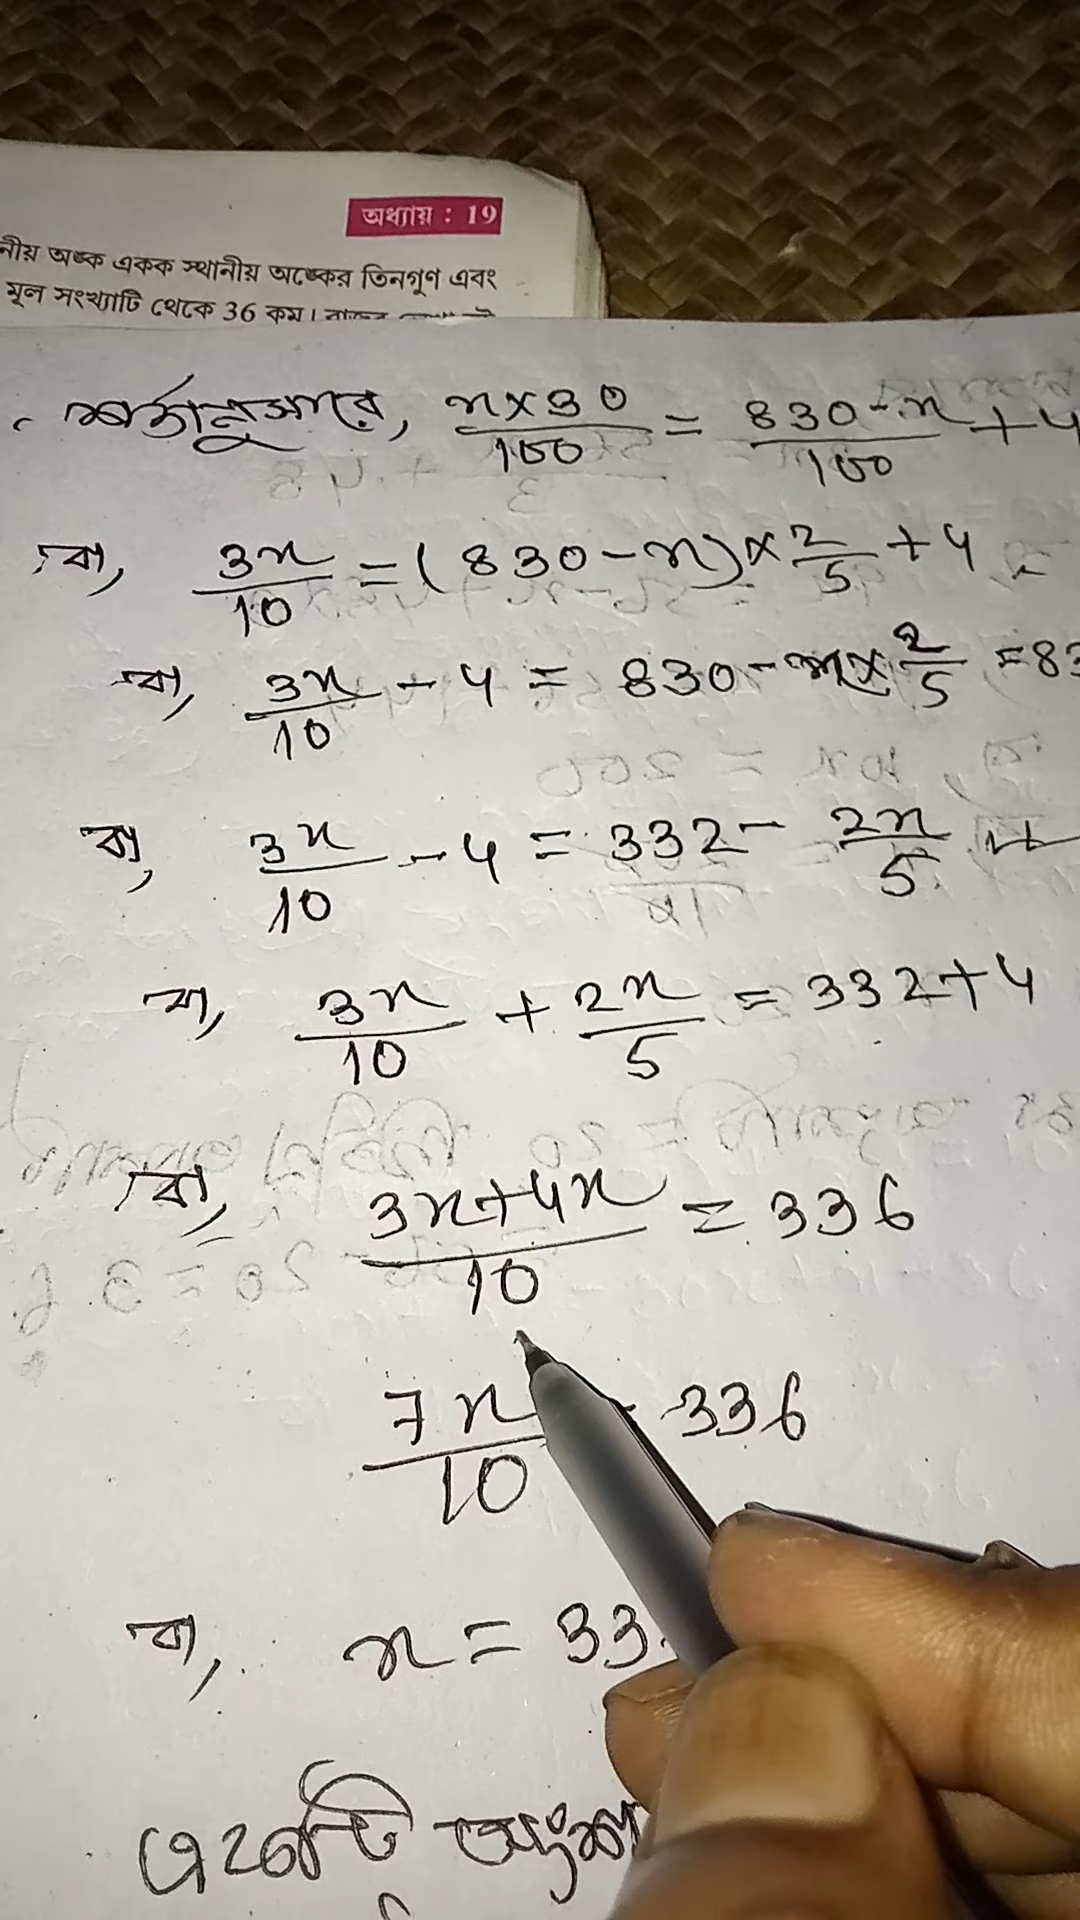 অধ্যায় : 19
নীয় অঙ্ক একক স্থানীয় অঙ্কের তিনগুণ এবং
মূল সংখ্যাটি থেকে 36 কম।
শর্তানুসারে, x×30/100 = 830-x/100 + 4
বা, 3x/10 = (830-x)×2/5 + 4
বা, 3x/10 - 4 = 830-x×2/5 = 83
বা, 3x/10 - 4 = 332 - 2x/5
বা, 3x/10 + 2x/5 = 332+4
বা, 3x+4x/10 = 336
7x/10 336
বা, x = 33
একটি